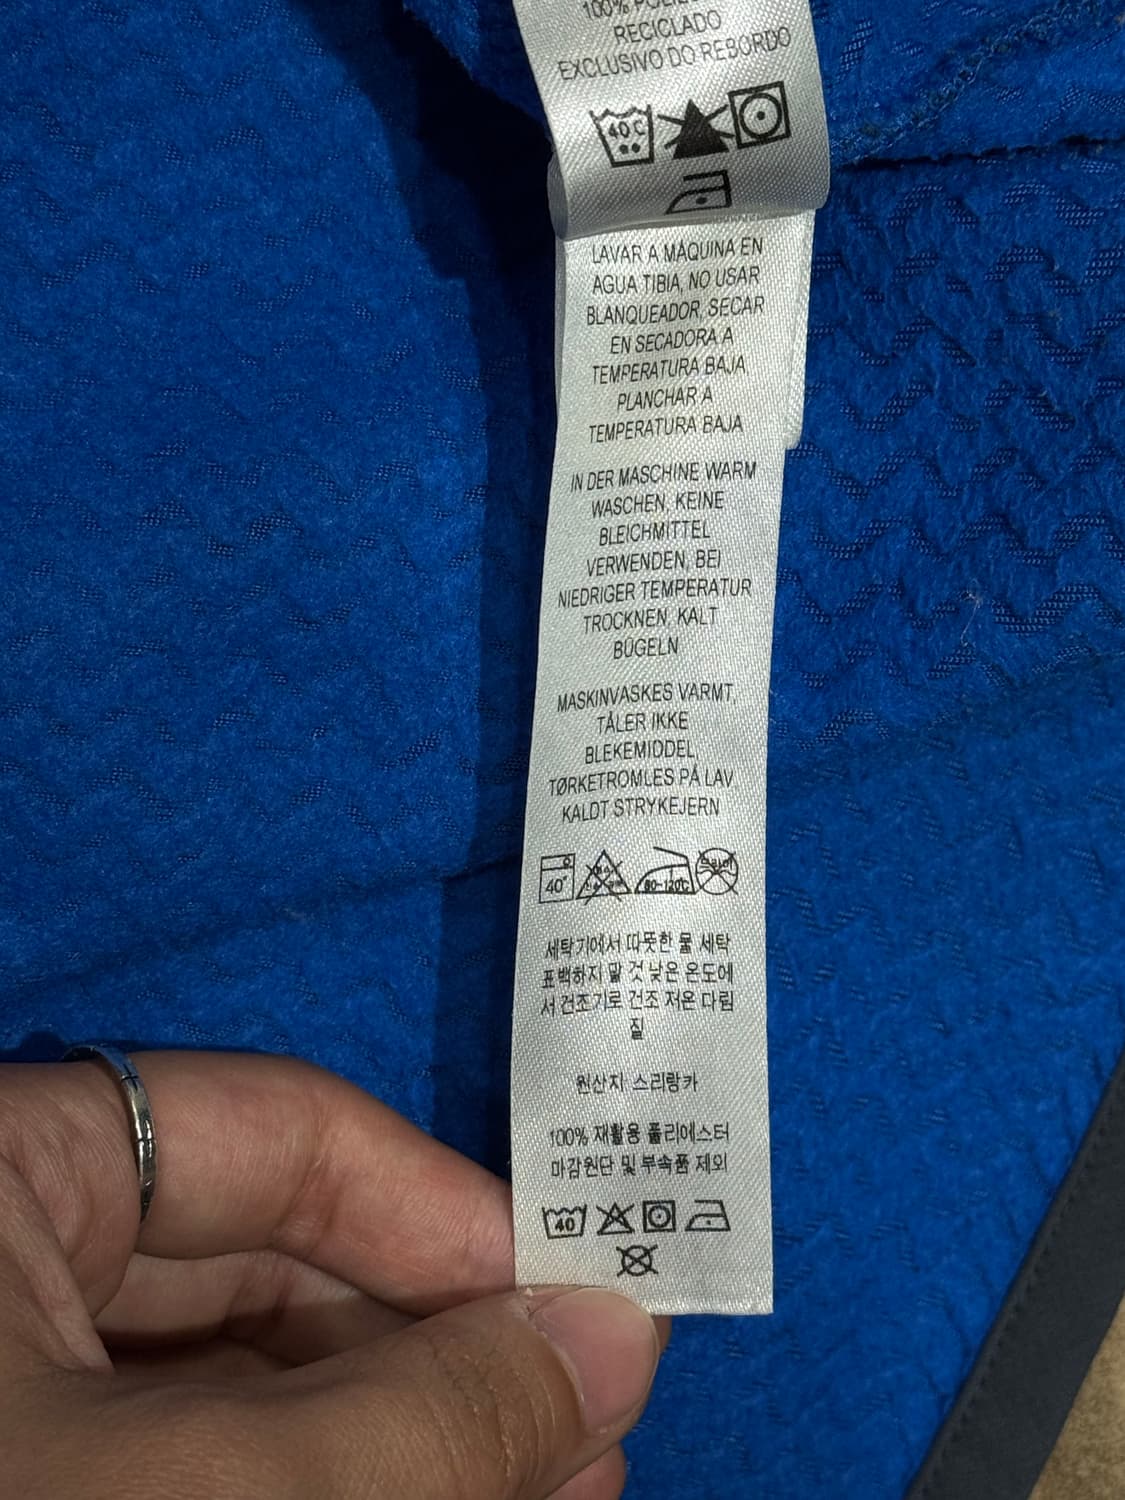 100%
RECICLADO
EXCLUSIVO DO REBORDO
40 C
LAVAR A MAQUINA EN
AGUA TIBIA, NO USAR
BLANQUEADOR, SECAR
EN SECADORA A
TEMPERATURA BAJA
PLANCHAR A
TEMPERATURA BAJA
IN DER MASCHINE WARM
WASCHEN, KEINE
BLEICHMITTEL
VERWENDEN, BEI
NIEDRIGER TEMPERATUR
TROCKNEN, KALT
BÜGELN
MASKINVASKES VARMT,
TÅLER IKKE
BLEKEMIDDEL,
TØRKETROMLES PÅ LAV
KALDT STRYKEJERN
40° 80-120C
세탁기에서 따뜻한 물 세탁
표백하지 말 것 낮은 온도에
서 건조기로 건조 저온 다림
질
원산지 스리랑카
100% 재활용 폴리에스터
마감원단 및 부속품 제외
40